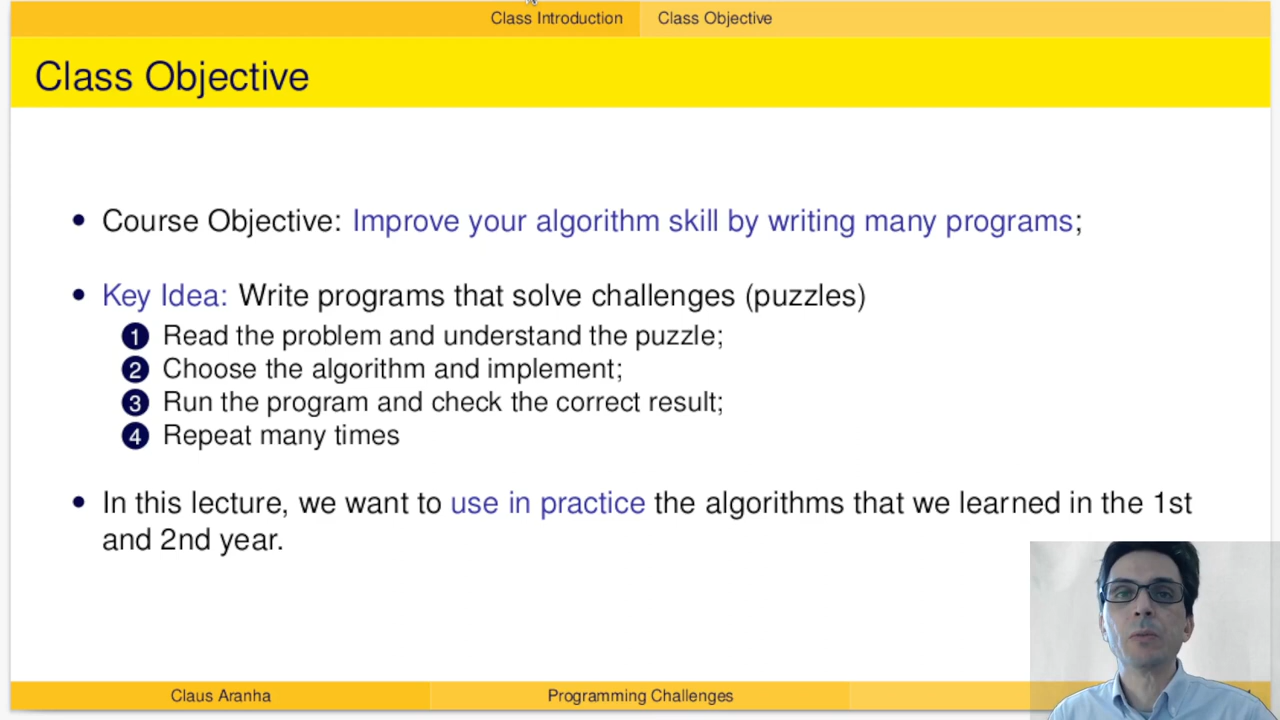 Class Introduction Class Objective
Class Objective
• Course Objective: Improve your algorithm skill by writing many programs;
• Key Idea: Write programs that solve challenges (puzzles)
1 Read the problem and understand the puzzle;
2 Choose the algorithm and implement;
3 Run the program and check the correct result;
4 Repeat many times
• In this lecture, we want to use in practice the algorithms that we learned in the 1st
and 2nd year.
Claus Aranha Programming Challenges